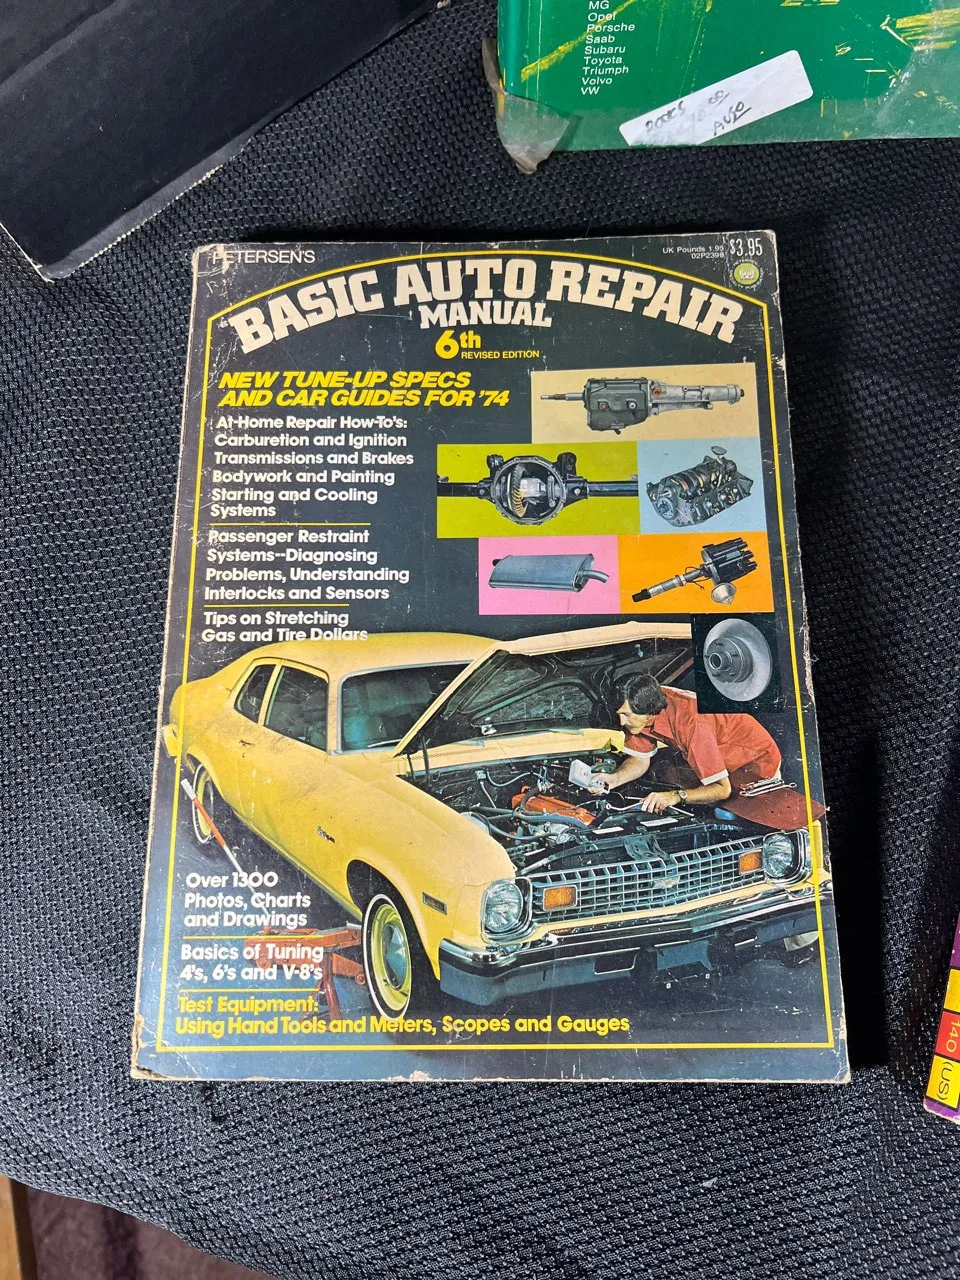 MG
Opel
Porsche
Saab
Subaru
Toyota
Triumph
Volvo
VW
BOOKS
AUTO
PETERSEN'S
UK Pounds 1.95
02P2398
$3.95
BASIC AUTO REPAIR
MANUAL
6th
REVISED EDITION
NEW TUNE-UP SPECS
AND CAR GUIDES FOR '74
At-Home Repair How-To's:
Carburetion and Ignition
Transmissions and Brakes
Bodywork and Painting
Starting and Cooling
Systems
Passenger Restraint
Systems--Diagnosing
Problems, Understanding
Interlocks and Sensors
Tips on Stretching
Gas and Tire Dollars
Over 1300
Photos, Charts
and Drawings
Basics of Tuning
4's, 6's and V-8's
Test Equipment:
Using Hand Tools and Meters, Scopes and Gauges
140
(US)